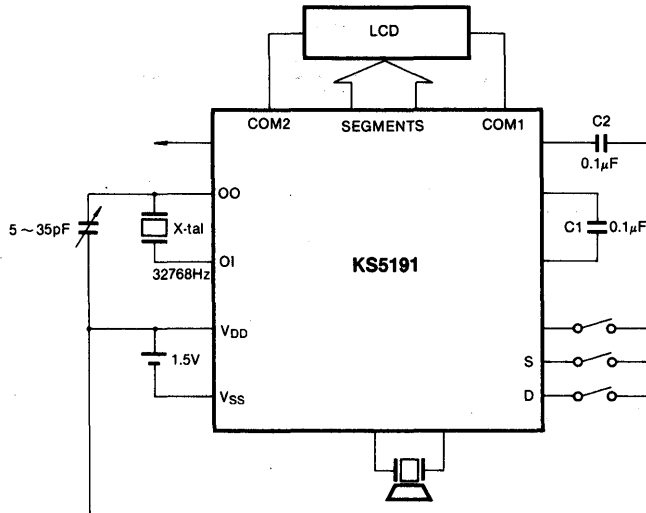 LCD
COM2 SEGMENTS COM1
C2
0.1μF
OO
5 ~ 35pF
X-tal
C1 0.1μF
OI
32768Hz
KS5191
VDD
1.5V
S
VSS
D